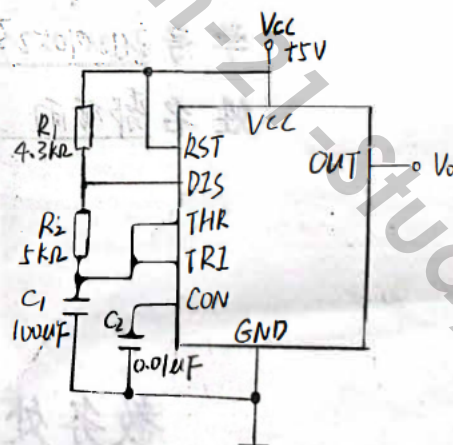 Vcc
+5V
R₁
4.3kΩ
R₂
5kΩ
C₁
100uF
C₂
0.01uF
Vcc
RST
DIS
THR
TRI
CON
OUT
GND
Vo